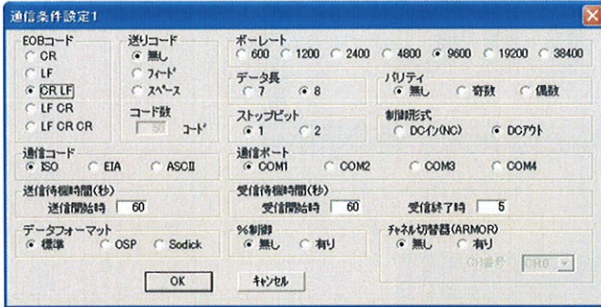 通信条件設定1
EOBコード
CR
LF
CR LF
LF CR
LF CR CR
送りコード
無し
フィード
スペース
コード数
50 コード
ボーレート
600 1200 2400 4800 9600 19200 38400
データ長
7 8
パリティ
無し 奇数 偶数
ストップビット
1 2
制御形式
DCイン(NC) DCアウト
通信コード
ISO EIA ASCII
通信ポート
COM1 COM2 COM3 COM4
送信待機時間(秒)
送信開始時 60
受信待機時間(秒)
受信開始時 60 受信終了時 5
データフォーマット
標準 OSP Sodick
%制御
無し 有り
チャネル切替器(ARMOR)
無し 有り
CH番号 CH0
OK キャンセル